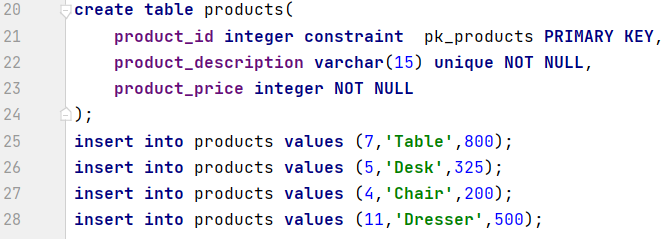 20 create table products(
21 product_id integer constraint  pk_products PRIMARY KEY,
22 product_description varchar(15) unique NOT NULL,
23 product_price integer NOT NULL
24 );
25 insert into products values (7,'Table',800);
26 insert into products values (5,'Desk',325);
27 insert into products values (4,'Chair',200);
28 insert into products values (11,'Dresser',500);